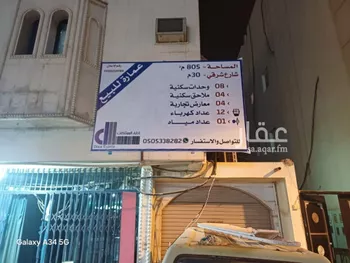 عمارة للبيع
المساحة - 805 م²
شارع شرقي - 30م
08 وحدات سكنية
04 ملاحق سكنية
04 معارض تجارية
12 عداد كهرباء
01 عداد مياه
للتواصل والاستفسار 0505338282
عقار
sa.aqar.fm
Galaxy A34 5G